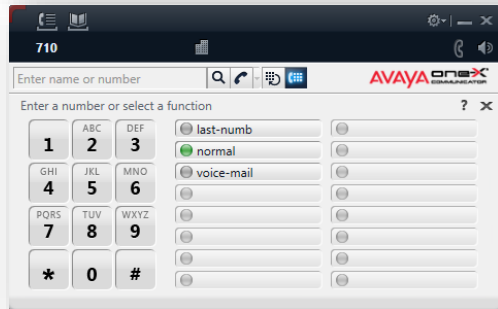 710
Enter name or number
AVAYA one-X
COMMUNICATOR
Enter a number or select a function ?
1 ABC 2 DEF 3
GHI 4 JKL 5 MNO 6
PQRS 7 TUV 8 WXYZ 9
* 0 #
last-numb
normal
voice-mail